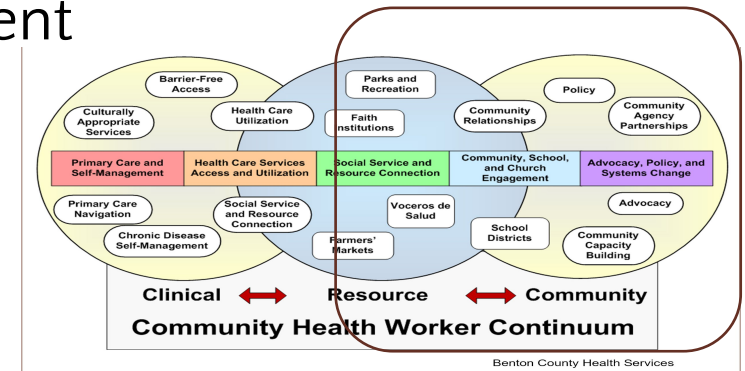 ent
Barrier-Free
Access
Parks and
Recreation
Policy
Culturally
Appropriate
Services
Health Care
Utilization
Faith
Institutions
Community
Relationships
Community
Agency
Partnerships
Primary Care and
Self-Management
Health Care Services
Access and Utilization
Social Service and
Resource Connection
Community, School,
and Church
Engagement
Advocacy, Policy, and
Systems Change
Primary Care
Navigation
Social Service
and Resource
Connection
Voceros de
Salud
Advocacy
Chronic Disease
Self-Management
Farmers'
Markets
School
Districts
Community
Capacity
Building
Clinical Resource Community
Community Health Worker Continuum
Benton County Health Services